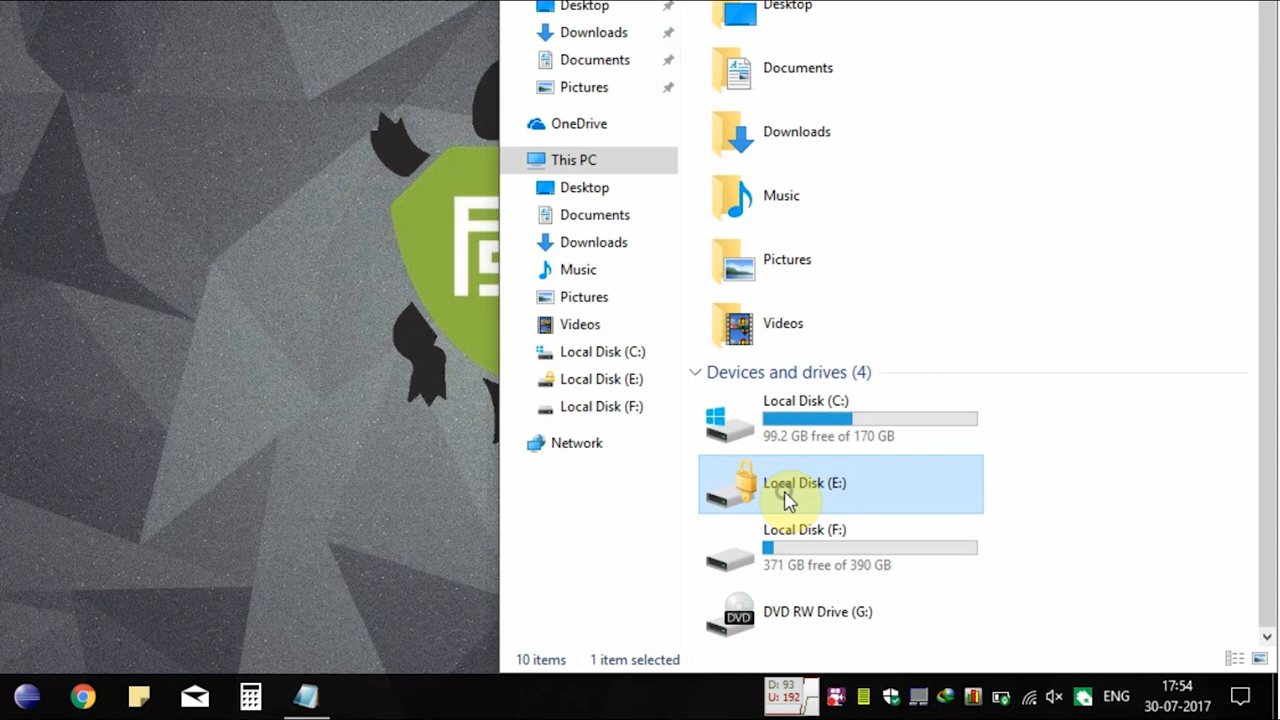 Desktop
Downloads
Documents
Pictures
OneDrive
This PC
Desktop
Documents
Downloads
Music
Pictures
Videos
Local Disk (C:)
Local Disk (E:)
Local Disk (F:)
Network
Desktop
Documents
Downloads
Music
Pictures
Videos
Devices and drives (4)
Local Disk (C:)
99.2 GB free of 170 GB
Local Disk (E:)
Local Disk (F:)
371 GB free of 390 GB
DVD
DVD RW Drive (G:)
10 items 1 item selected
D: 93
U: 192
ENG
17:54
30-07-2017